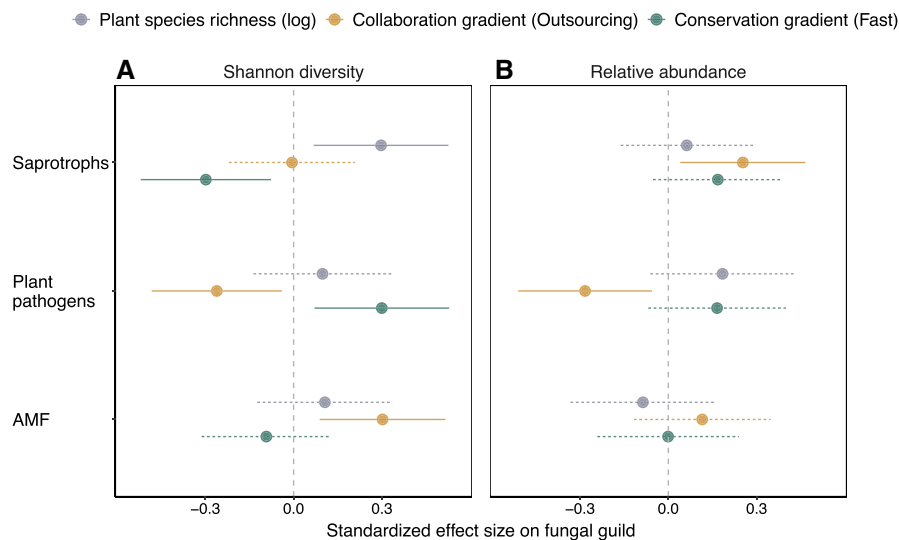 Plant species richness (log) Collaboration gradient (Outsourcing) Conservation gradient (Fast)
A Shannon diversity B Relative abundance
Saprotrophs
Plant
pathogens
AMF
−0.3 0.0 0.3 −0.3 0.0 0.3
Standardized effect size on fungal guild